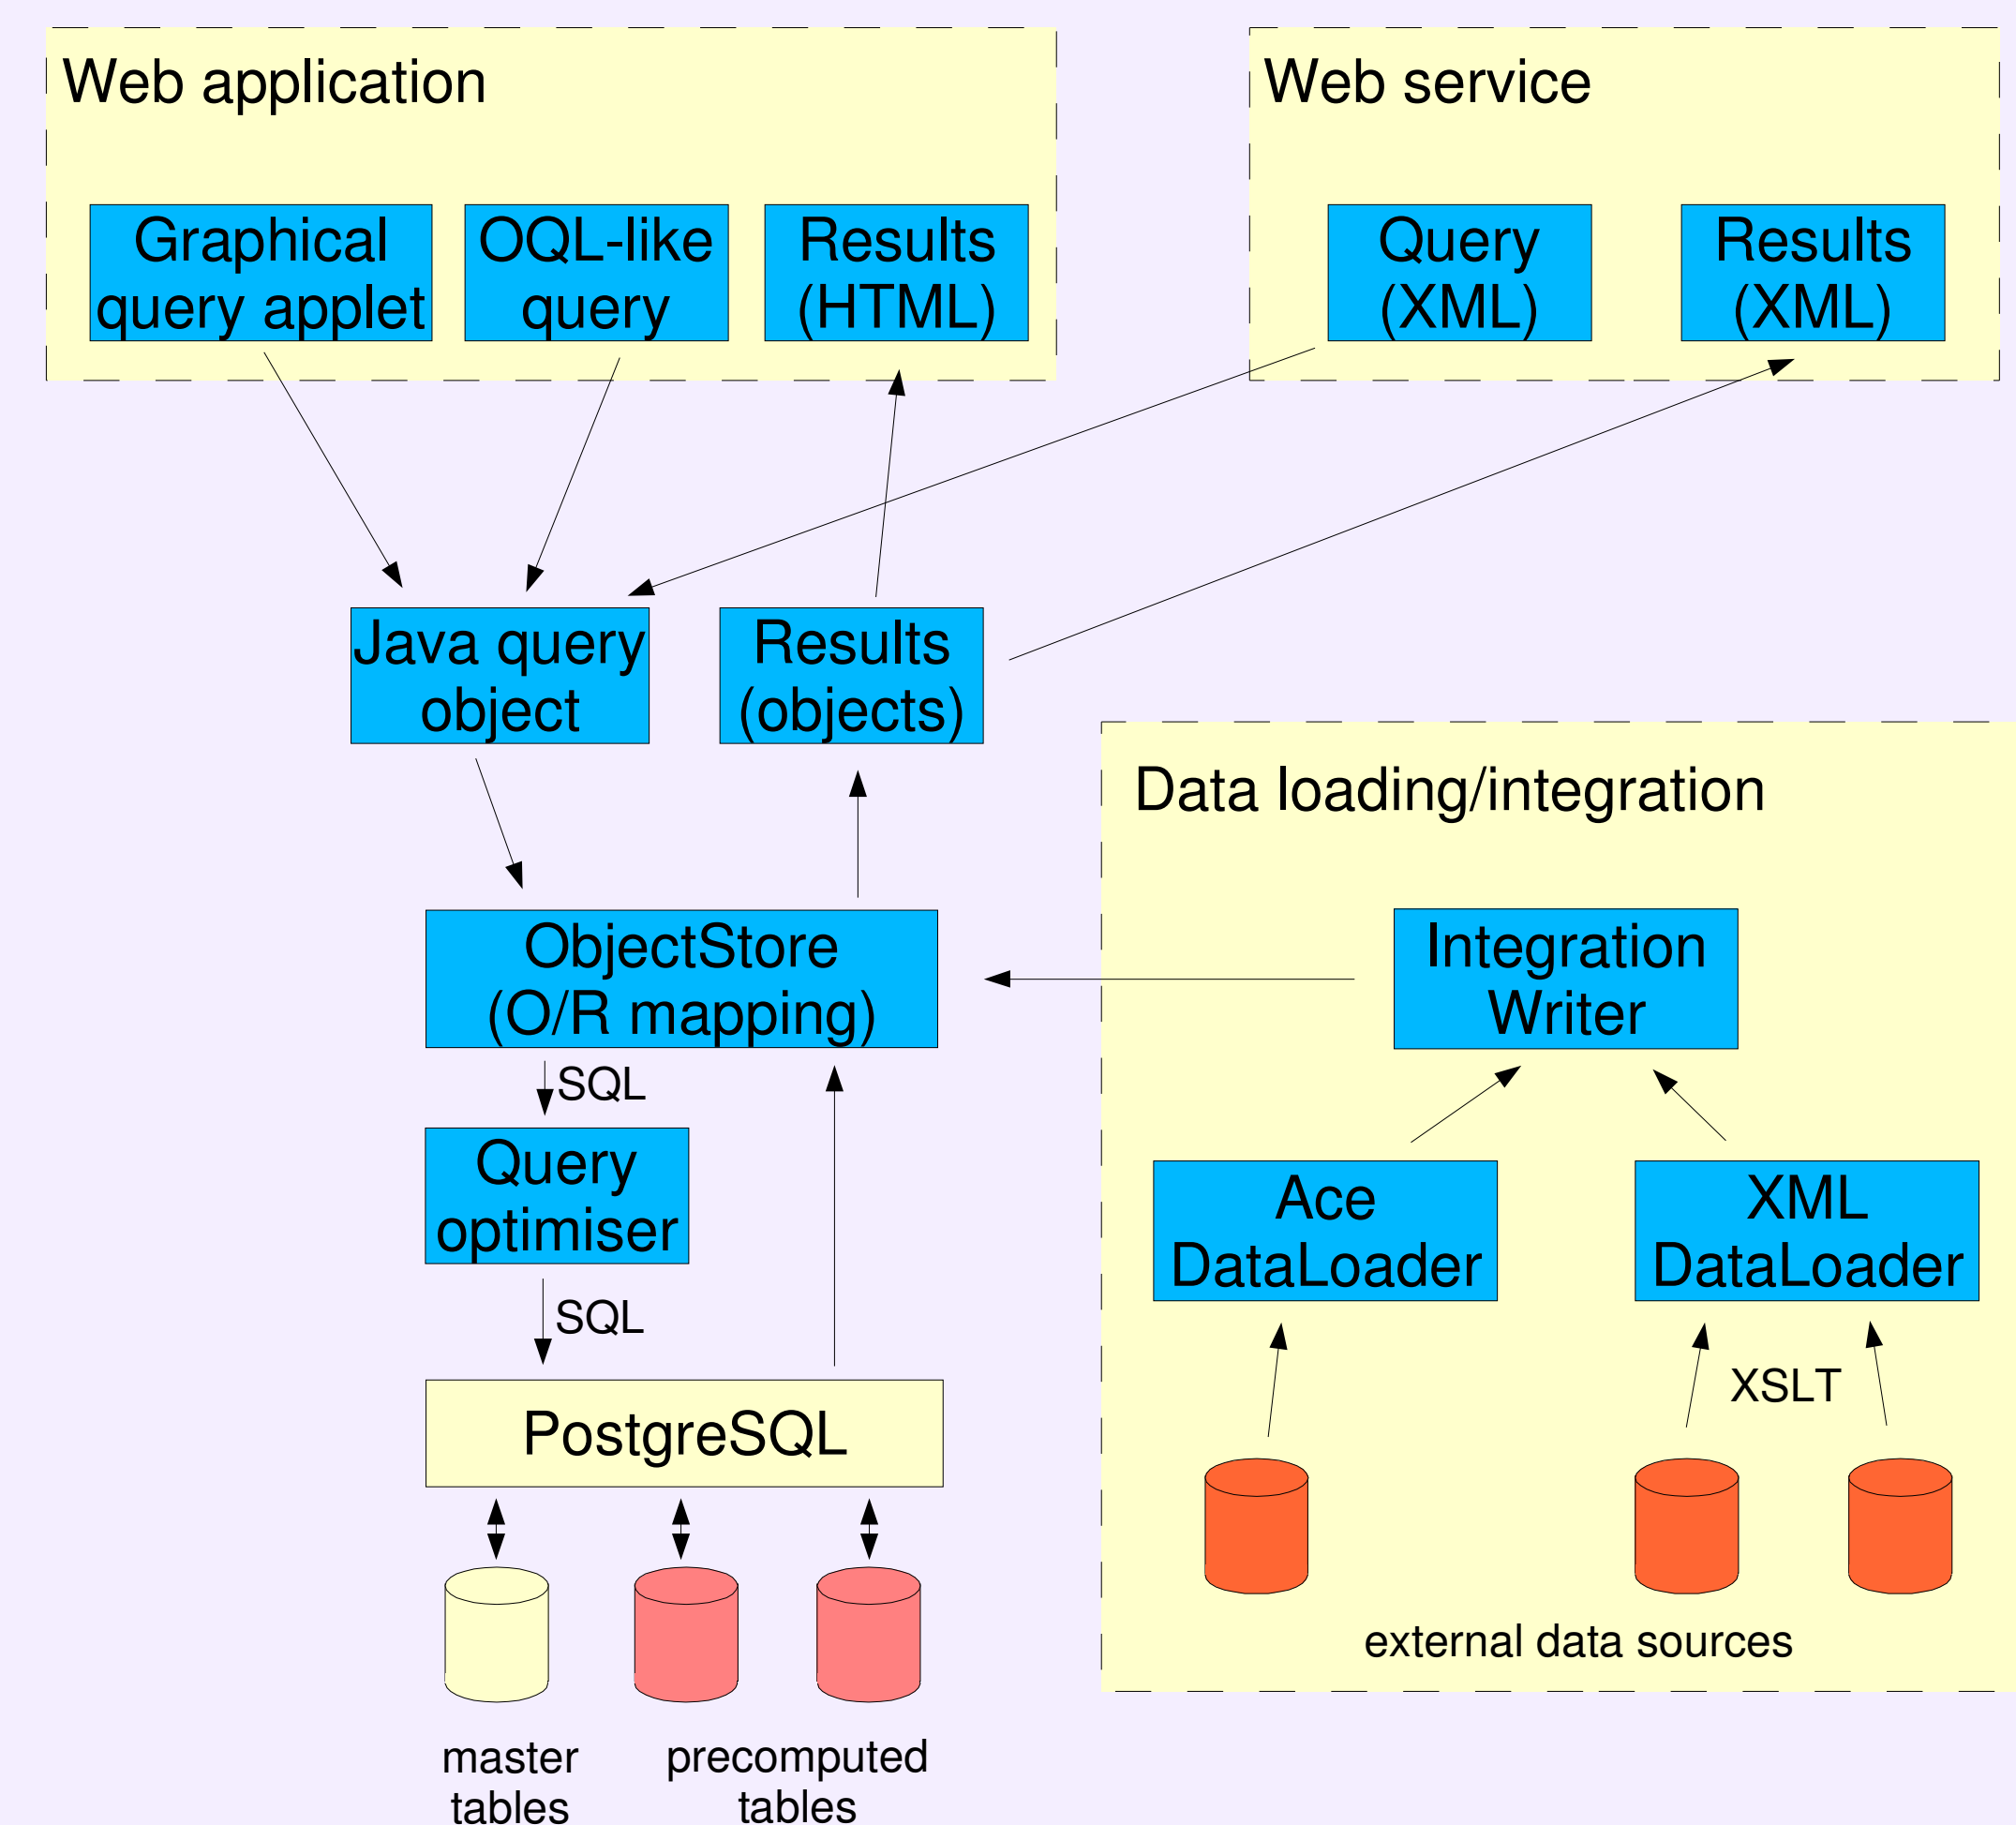 Web application
Graphical
query applet
OQL-like
query
Results
(HTML)
Web service
Query
(XML)
Results
(XML)
Java query
object
Results
(objects)
Data loading/integration
ObjectStore
(O/R mapping)
Integration
Writer
SQL
Query
optimiser
Ace
DataLoader
XML
DataLoader
SQL
XSLT
PostgreSQL
external data sources
master
tables
precomputed
tables